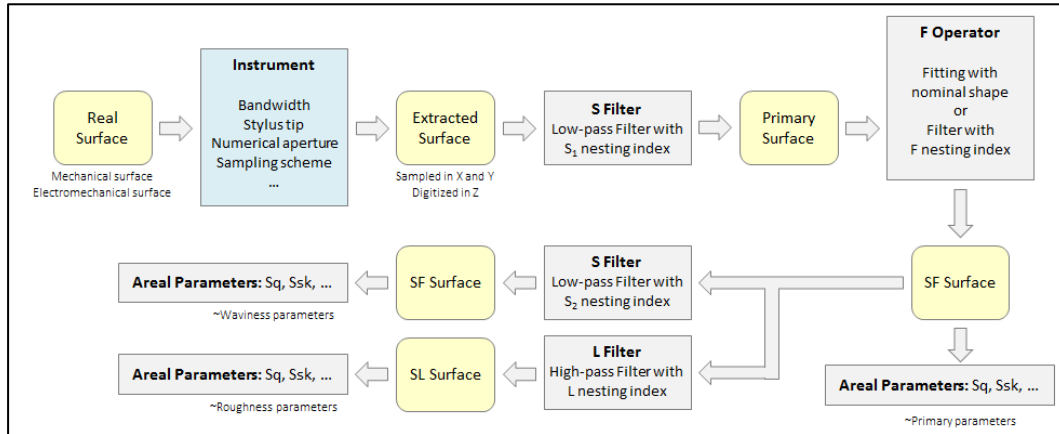 Real
Surface
Mechanical surface
Electromechanical surface
Instrument
Bandwidth
Stylus tip
Numerical aperture
Sampling scheme
...
Extracted
Surface
Sampled in X and Y
Digitized in Z
S Filter
Low-pass Filter with
S₁ nesting index
Primary
Surface
F Operator
Fitting with
nominal shape
or
Filter with
F nesting index
Areal Parameters: Sq, Ssk, ...
~Waviness parameters
SF Surface
S Filter
Low-pass Filter with
S₂ nesting index
SF Surface
Areal Parameters: Sq, Ssk, ...
~Roughness parameters
SL Surface
L Filter
High-pass Filter with
L nesting index
Areal Parameters: Sq, Ssk, ...
~Primary parameters